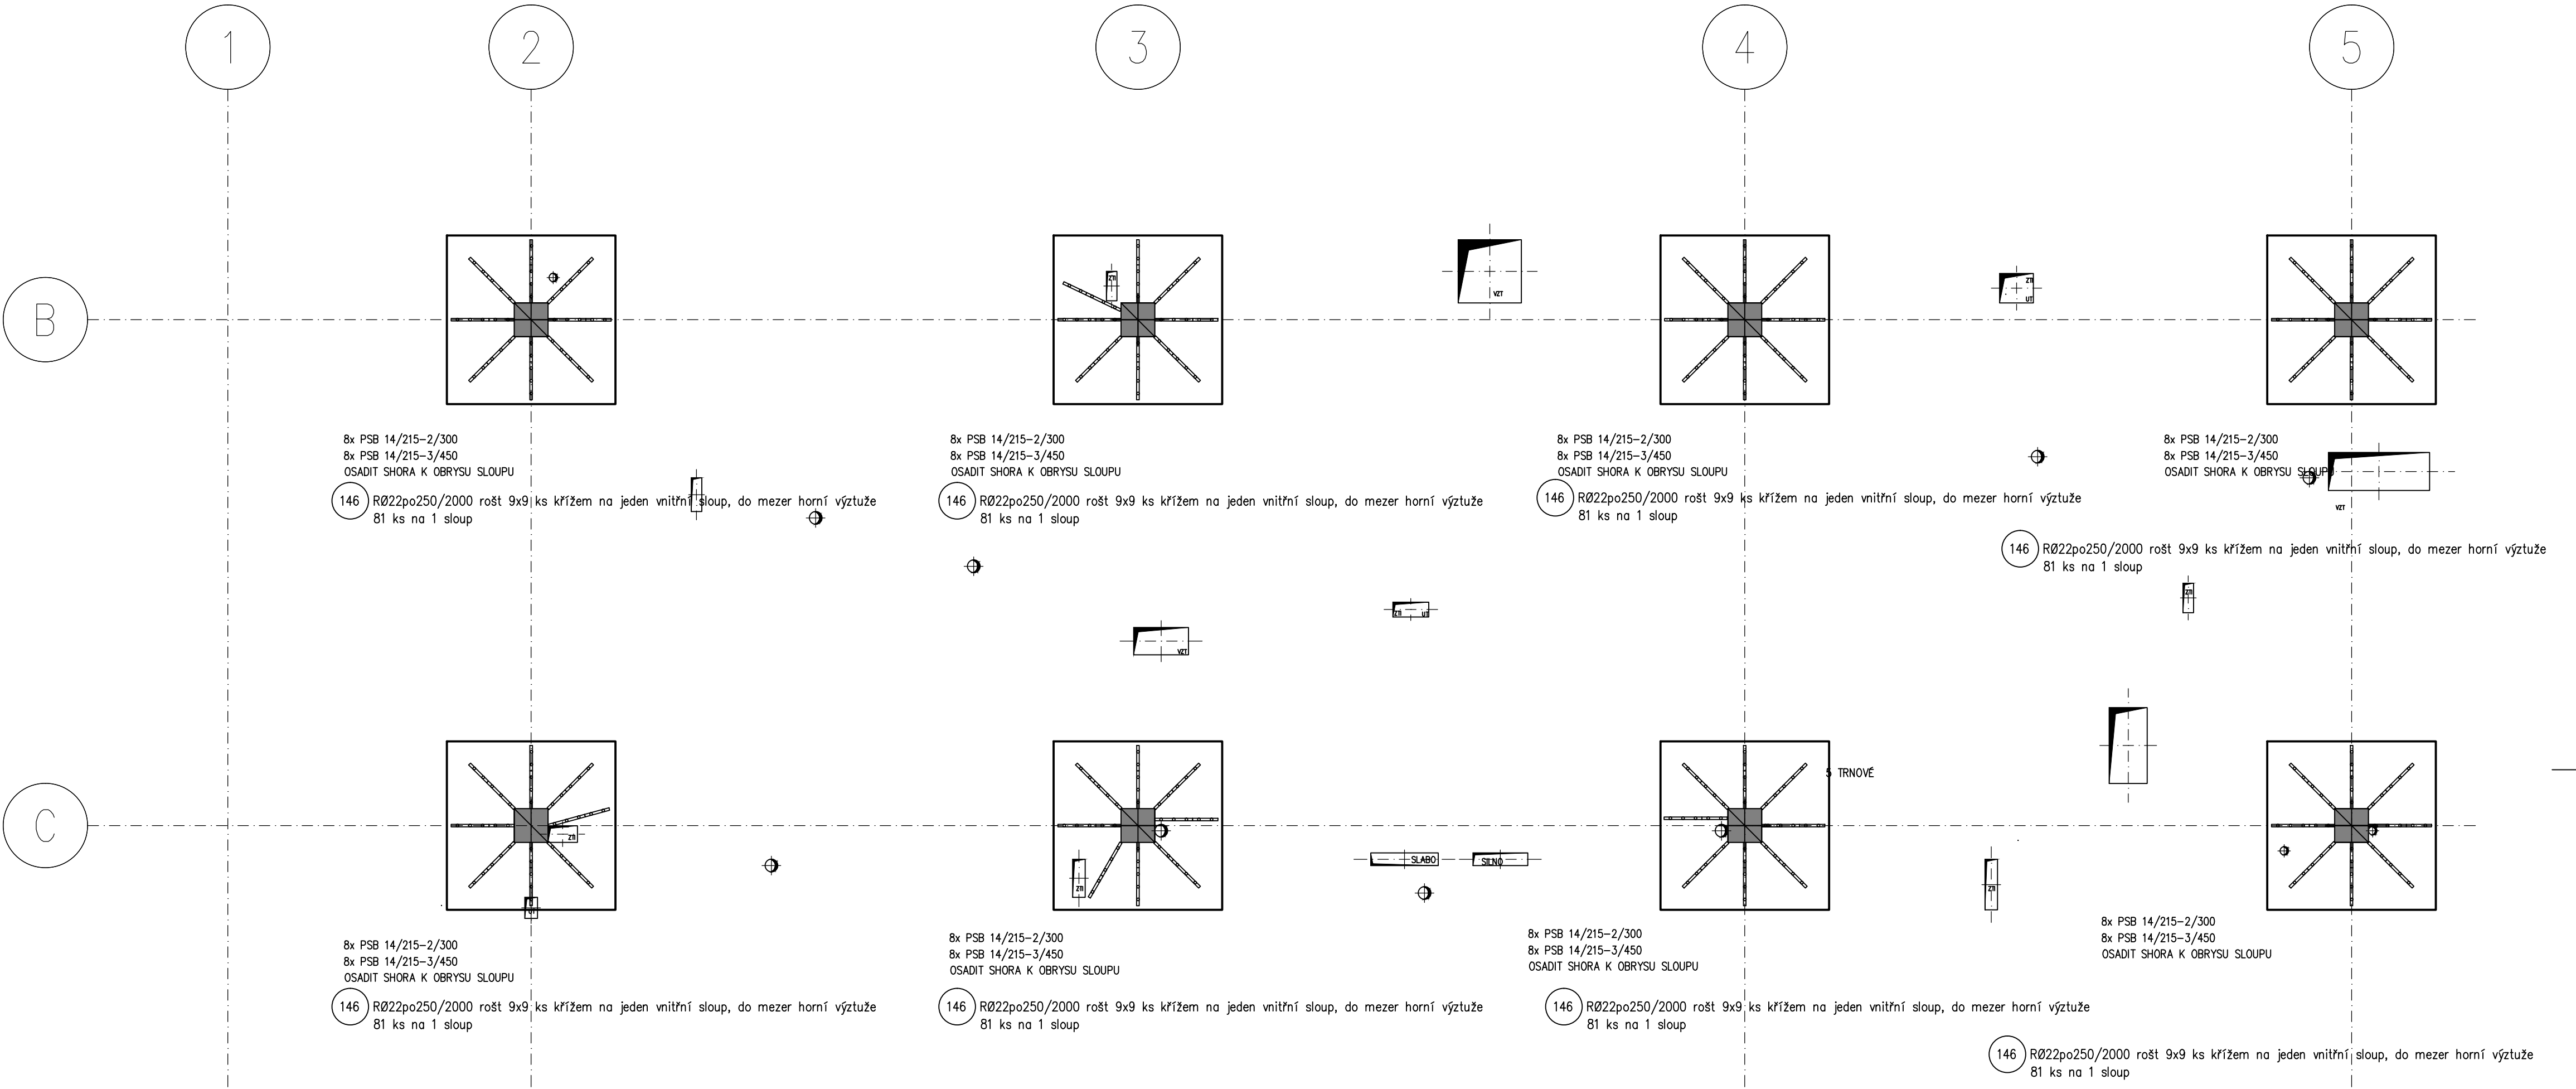 1
2
3
4
5
B
ZTI
VZT
ZTI
UT
8x PSB 14/215-2/300
8x PSB 14/215-3/450
OSADIT SHORA K OBRYSU SLOUPU
146 RØ22po250/2000 rošt 9x9 ks křížem na jeden vnitřní sloup, do mezer horní výztuže
81 ks na 1 sloup
8x PSB 14/215-2/300
8x PSB 14/215-3/450
OSADIT SHORA K OBRYSU SLOUPU
146 RØ22po250/2000 rošt 9x9 ks křížem na jeden vnitřní sloup, do mezer horní výztuže
81 ks na 1 sloup
8x PSB 14/215-2/300
8x PSB 14/215-3/450
OSADIT SHORA K OBRYSU SLOUPU
146 RØ22po250/2000 rošt 9x9 ks křížem na jeden vnitřní sloup, do mezer horní výztuže
81 ks na 1 sloup
8x PSB 14/215-2/300
8x PSB 14/215-3/450
OSADIT SHORA K OBRYSU SLOUPU
VZT
146 RØ22po250/2000 rošt 9x9 ks křížem na jeden vnitřní sloup, do mezer horní výztuže
81 ks na 1 sloup
ZTI
ZTI UT
VZT
C
5 TRNOVÉ
ZTI
UT
ZTI
SLABO
SILNO
ZTI
8x PSB 14/215-2/300
8x PSB 14/215-3/450
OSADIT SHORA K OBRYSU SLOUPU
146 RØ22po250/2000 rošt 9x9 ks křížem na jeden vnitřní sloup, do mezer horní výztuže
81 ks na 1 sloup
8x PSB 14/215-2/300
8x PSB 14/215-3/450
OSADIT SHORA K OBRYSU SLOUPU
146 RØ22po250/2000 rošt 9x9 ks křížem na jeden vnitřní sloup, do mezer horní výztuže
81 ks na 1 sloup
8x PSB 14/215-2/300
8x PSB 14/215-3/450
OSADIT SHORA K OBRYSU SLOUPU
146 RØ22po250/2000 rošt 9x9 ks křížem na jeden vnitřní sloup, do mezer horní výztuže
81 ks na 1 sloup
8x PSB 14/215-2/300
8x PSB 14/215-3/450
OSADIT SHORA K OBRYSU SLOUPU
146 RØ22po250/2000 rošt 9x9 ks křížem na jeden vnitřní sloup, do mezer horní výztuže
81 ks na 1 sloup